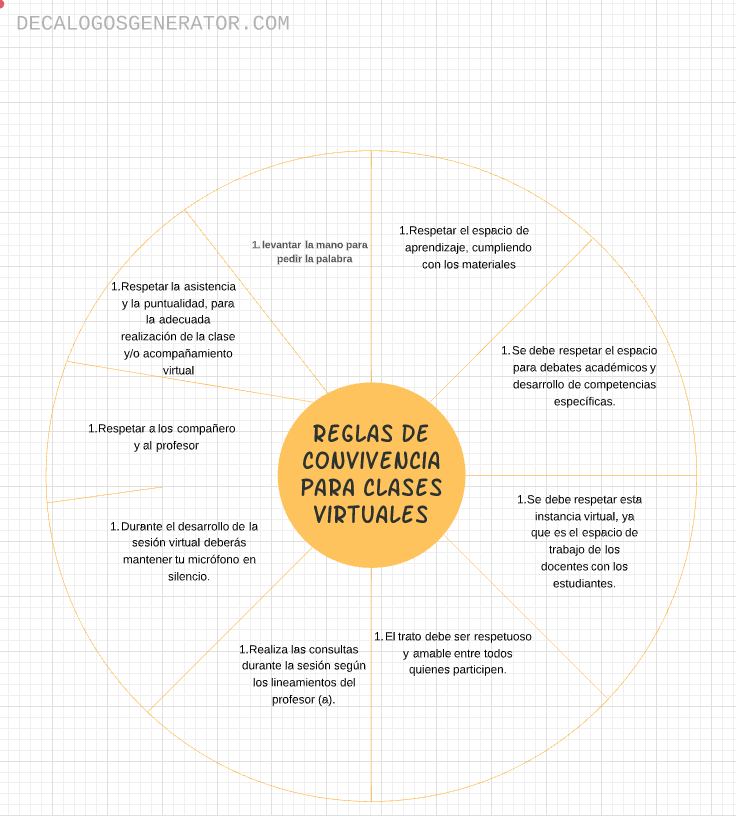 DECALOGOSGENERATOR.COM
1. levantar la mano para
pedir la palabra
1.Respetar el espacio de
aprendizaje, cumpliendo
con los materiales
1.Se debe respetar el espacio
para debates académicos y
desarrollo de competencias
específicas.
1.Se debe respetar esta
instancia virtual, ya
que es el espacio de
trabajo de los
docentes con los
estudiantes.
1.El trato debe ser respetuoso
y amable entre todos
quienes participen.
1.Realiza las consultas
durante la sesión según
los lineamientos del
profesor (a).
1.Durante el desarrollo de la
sesión virtual deberás
mantener tu micrófono en
silencio.
1.Respetar a los compañero
y al profesor
1.Respetar la asistencia
y la puntualidad, para
la adecuada
realización de la clase
y/o acompañamiento
virtual
REGLAS DE
CONVIVENCIA
PARA CLASES
VIRTUALES